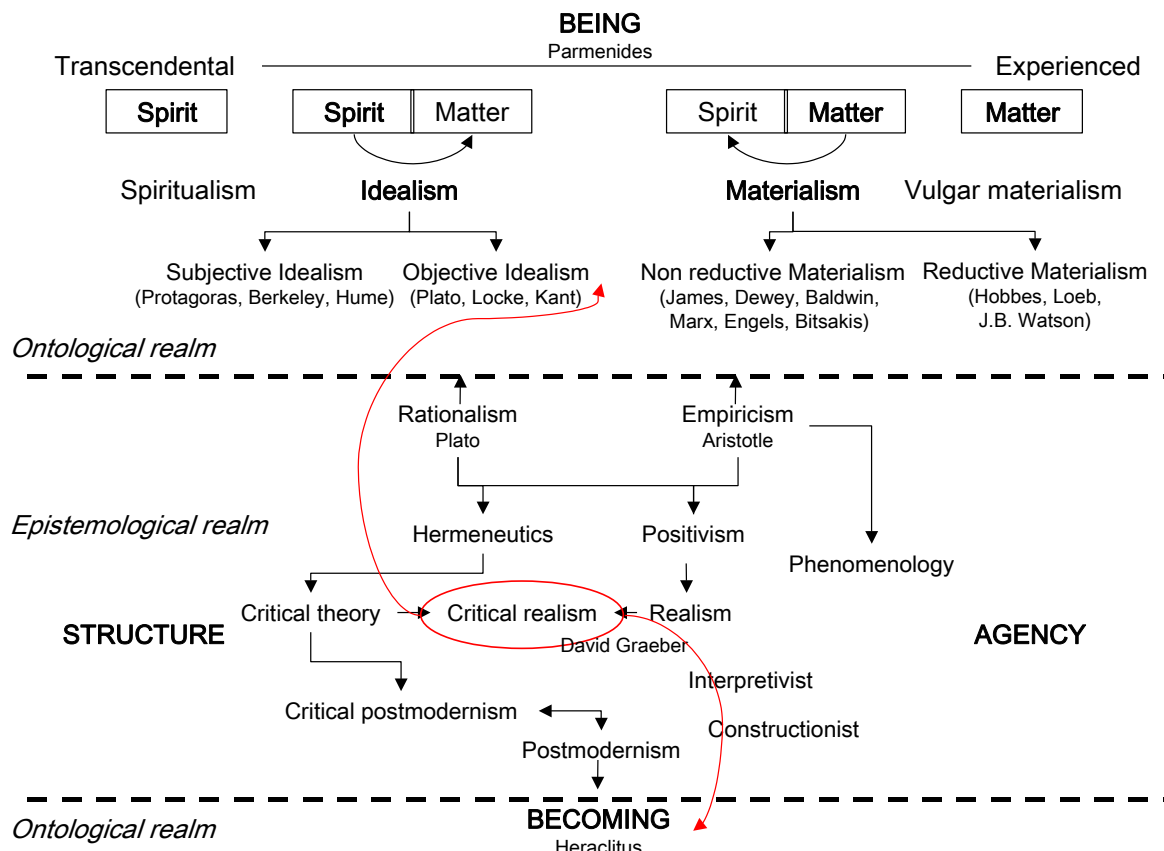 BEING
Parmenides
Transcendental
Experienced
Spirit
Spirit
Matter
Spirit
Matter
Matter
Spiritualism
Idealism
Materialism
Vulgar materialism
Subjective Idealism
(Protagoras, Berkeley, Hume)
Objective Idealism
(Plato, Locke, Kant)
Non reductive Materialism
(James, Dewey, Baldwin,
Marx, Engels, Bitsakis)
Reductive Materialism
(Hobbes, Loeb,
J.B. Watson)
Ontological realm
Rationalism
Plato
Empiricism
Aristotle
Epistemological realm
Hermeneutics
Positivism
Phenomenology
Critical theory
Critical realism
Realism
STRUCTURE
David Graeber
AGENCY
Interpretivist
Critical postmodernism
Constructionist
Postmodernism
BECOMING
Ontological realm
Heraclitus